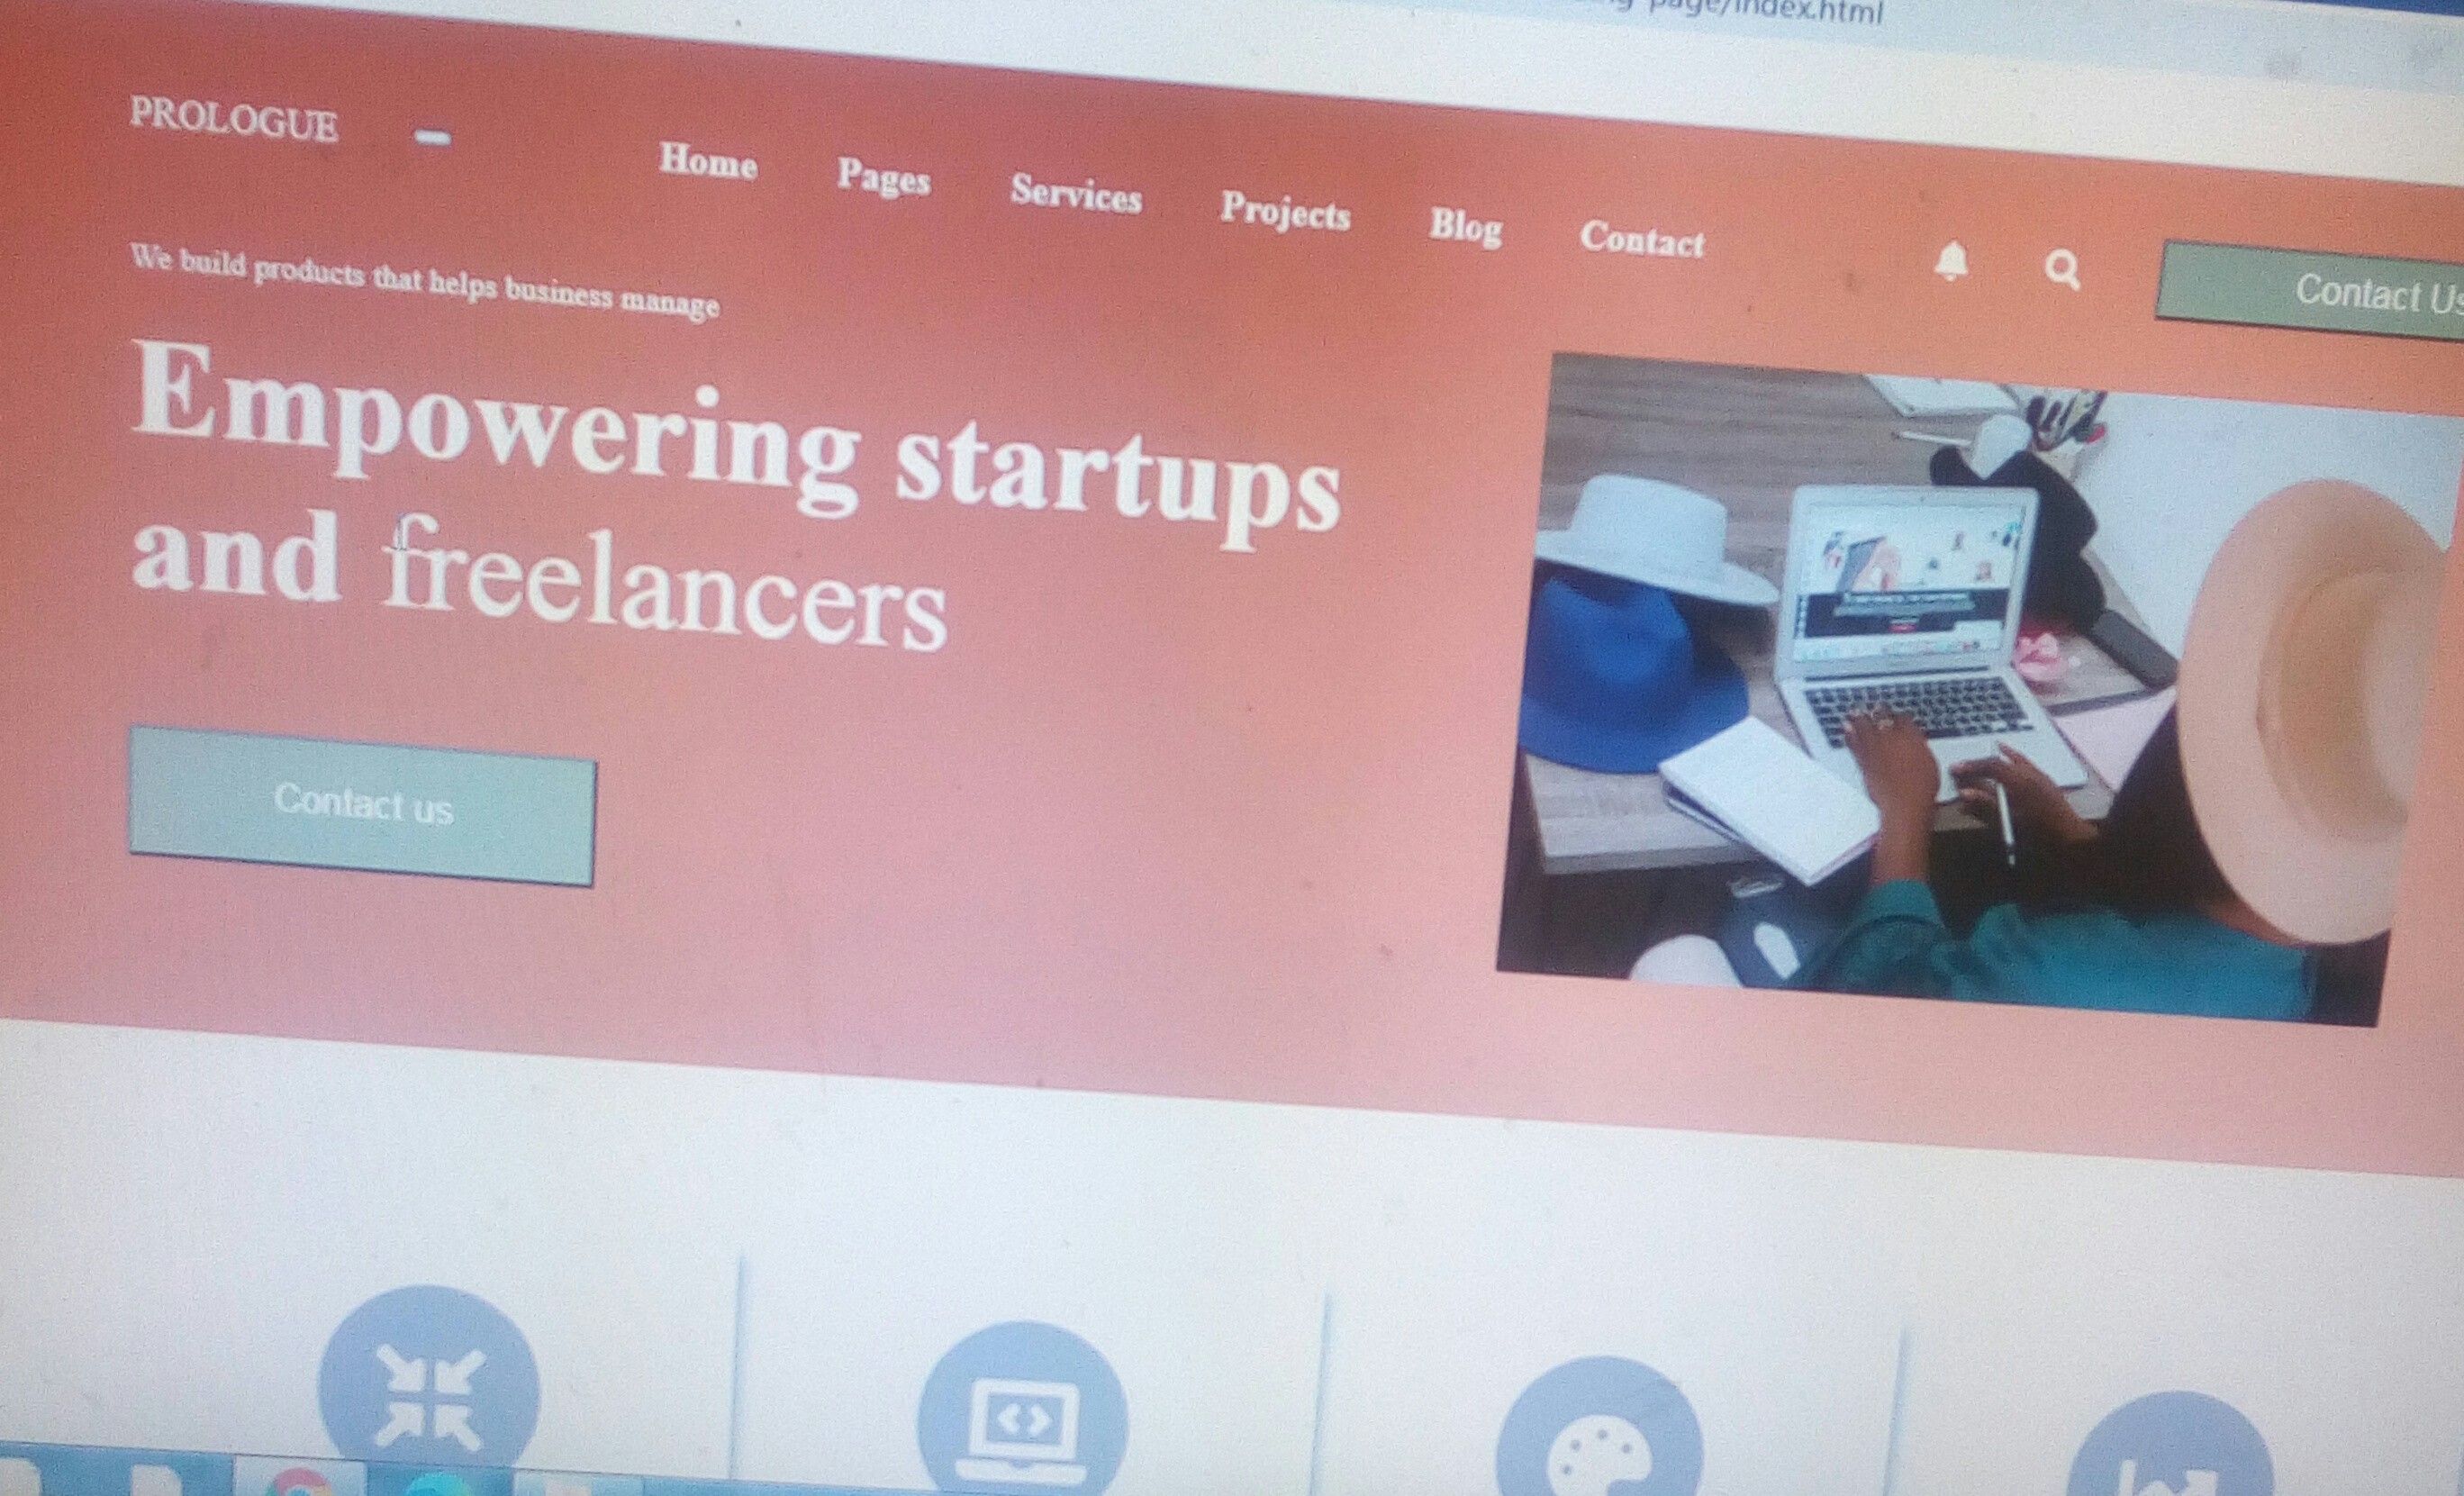 page/index.html
PROLOGUE
Home Pages Services Projects Blog Contact
Contact Us
We build products that helps business manage
Empowering startups
and freelancers
Contact us